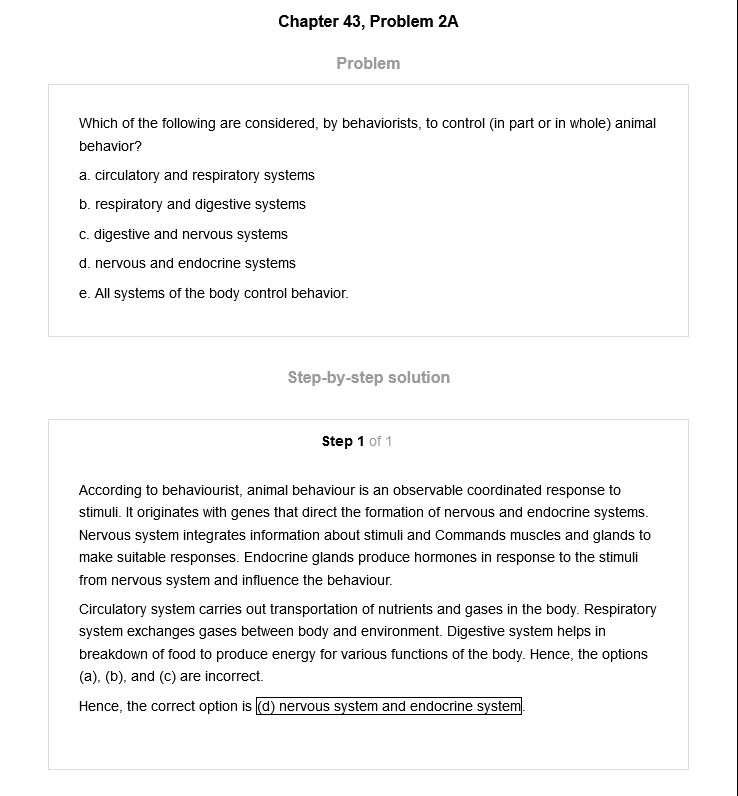 Chapter 43, Problem 2A
Problem
Which of the following are considered, by behaviorists, to control (in part or in whole) animal
behavior?
a. circulatory and respiratory systems
b. respiratory and digestive systems
c. digestive and nervous systems
d. nervous and endocrine systems
e. All systems of the body control behavior.
Step-by-step solution
Step 1 of 1
According to behaviourist, animal behaviour is an observable coordinated response to
stimuli. It originates with genes that direct the formation of nervous and endocrine systems.
Nervous system integrates information about stimuli and Commands muscles and glands to
make suitable responses. Endocrine glands produce hormones in response to the stimuli
from nervous system and influence the behaviour.
Circulatory system carries out transportation of nutrients and gases in the body. Respiratory
system exchanges gases between body and environment. Digestive system helps in
breakdown of food to produce energy for various functions of the body. Hence, the options
(a), (b), and (c) are incorrect.
Hence, the correct option is (d) nervous system and endocrine system.